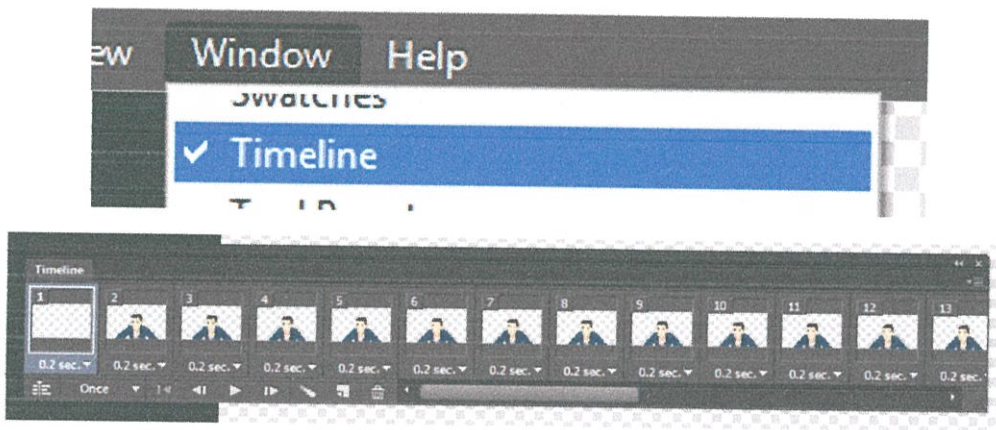 ew Window Help
Swatches
Timeline
Timeline
1 2 3 4 5 6 7 8 9 10 11 12 13
0.2 sec. 0.2 sec. 0.2 sec. 0.2 sec. 0.2 sec. 0.2 sec. 0.2 sec. 0.2 sec. 0.2 sec. 0.2 sec. 0.2 sec. 0.2 sec. 0.2 sec.
Once